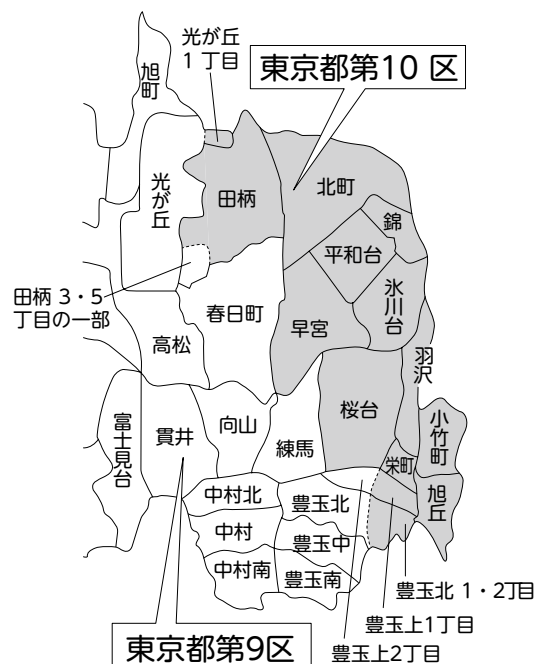 光が丘
1 丁目
東京都第10 区
旭町
光が丘
田柄
北町
錦
平和台
氷川台
田柄 3・5
丁目の一部
春日町
早宮
高松
羽沢
桜台
小竹町
富士見台
貫井
向山
練馬
栄町
旭丘
中村北
豊玉北
中村
豊玉中
中村南
豊玉南
豊玉北 1・2丁目
豊玉上1丁目
豊玉上2丁目
東京都第9区